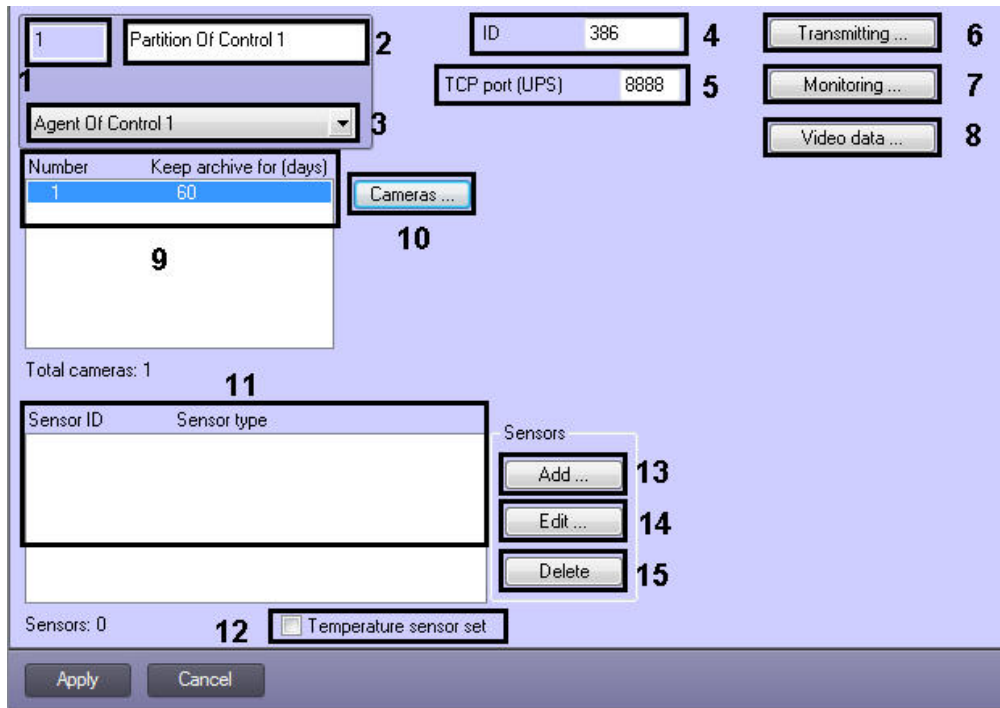 1 Partition Of Control 1 2 ID 386 4 Transmitting ... 6
1 TCP port (UPS) 8888 5 Monitoring ... 7
Agent Of Control 1 3 Video data ... 8
Number Keep archive for (days)
1 60 Cameras ...
10
9
Total cameras: 1
11
Sensor ID Sensor type Sensors
Add ... 13
Edit ... 14
Delete 15
Sensors: 0 12 Temperature sensor set
Apply Cancel